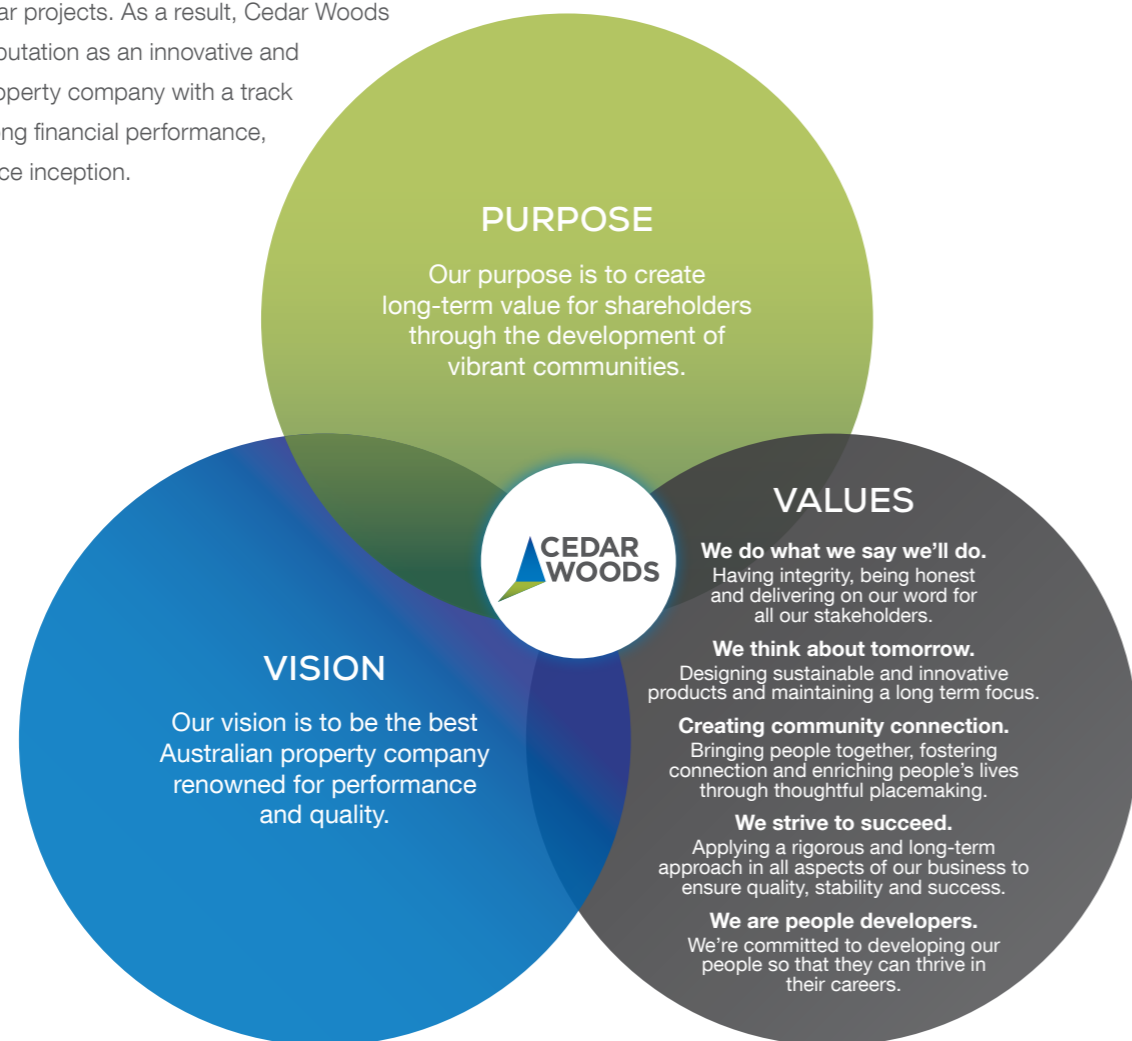 ar projects. As a result, Cedar Woods
putation as an innovative and
operty company with a track
ong financial performance,
ce inception.
PURPOSE
Our purpose is to create
long-term value for shareholders
through the development of
vibrant communities.
CEDAR
WOODS
VISION
Our vision is to be the best
Australian property company
renowned for performance
and quality.
VALUES
We do what we say we’ll do.
Having integrity, being honest
and delivering on our word for
all our stakeholders.
We think about tomorrow.
Designing sustainable and innovative
products and maintaining a long term focus.
Creating community connection.
Bringing people together, fostering
connection and enriching people’s lives
through thoughtful placemaking.
We strive to succeed.
Applying a rigorous and long-term
approach in all aspects of our business to
ensure quality, stability and success.
We are people developers.
We’re committed to developing our
people so that they can thrive in
their careers.